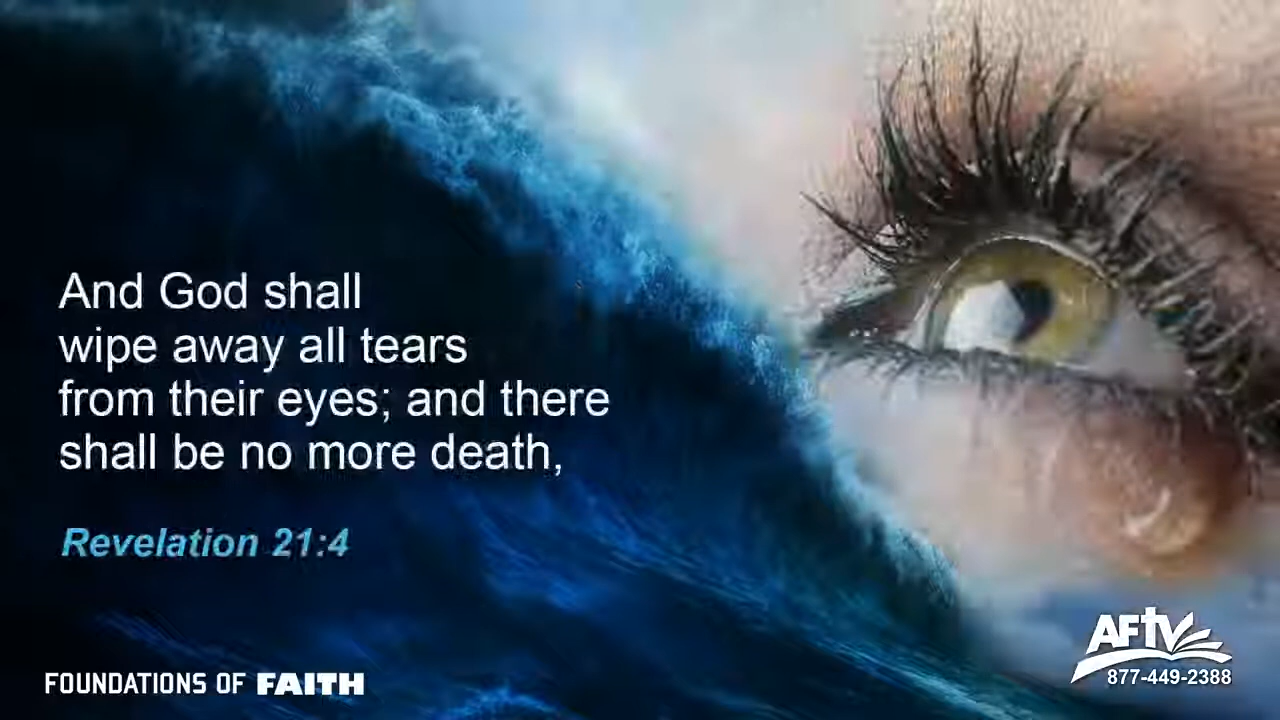 And God shall
wipe away all tears
from their eyes; and there
shall be no more death,
Revelation 21:4
FOUNDATIONS OF FAITH
AFTV
877-449-2388